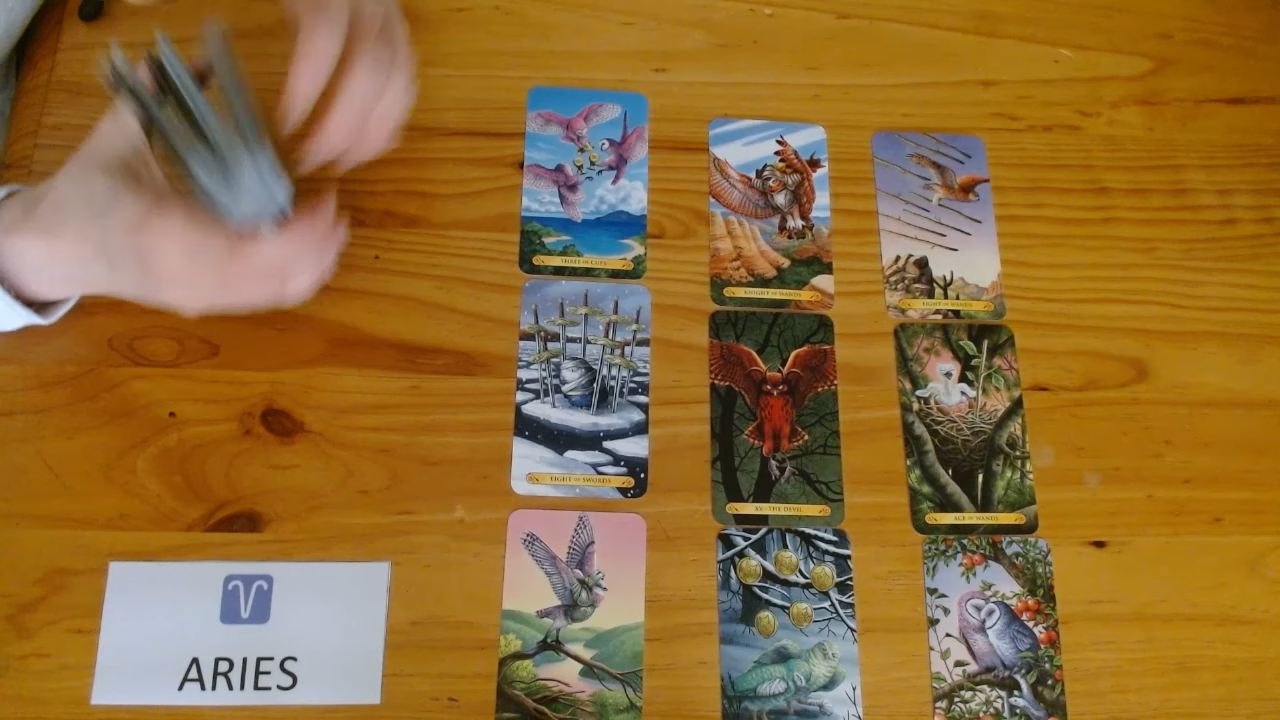 THREE OF CUPS
KNIGHT OF WANDS
EIGHT OF WANDS
EIGHT OF SWORDS
XV · THE DEVIL
ACE OF WANDS
ARIES